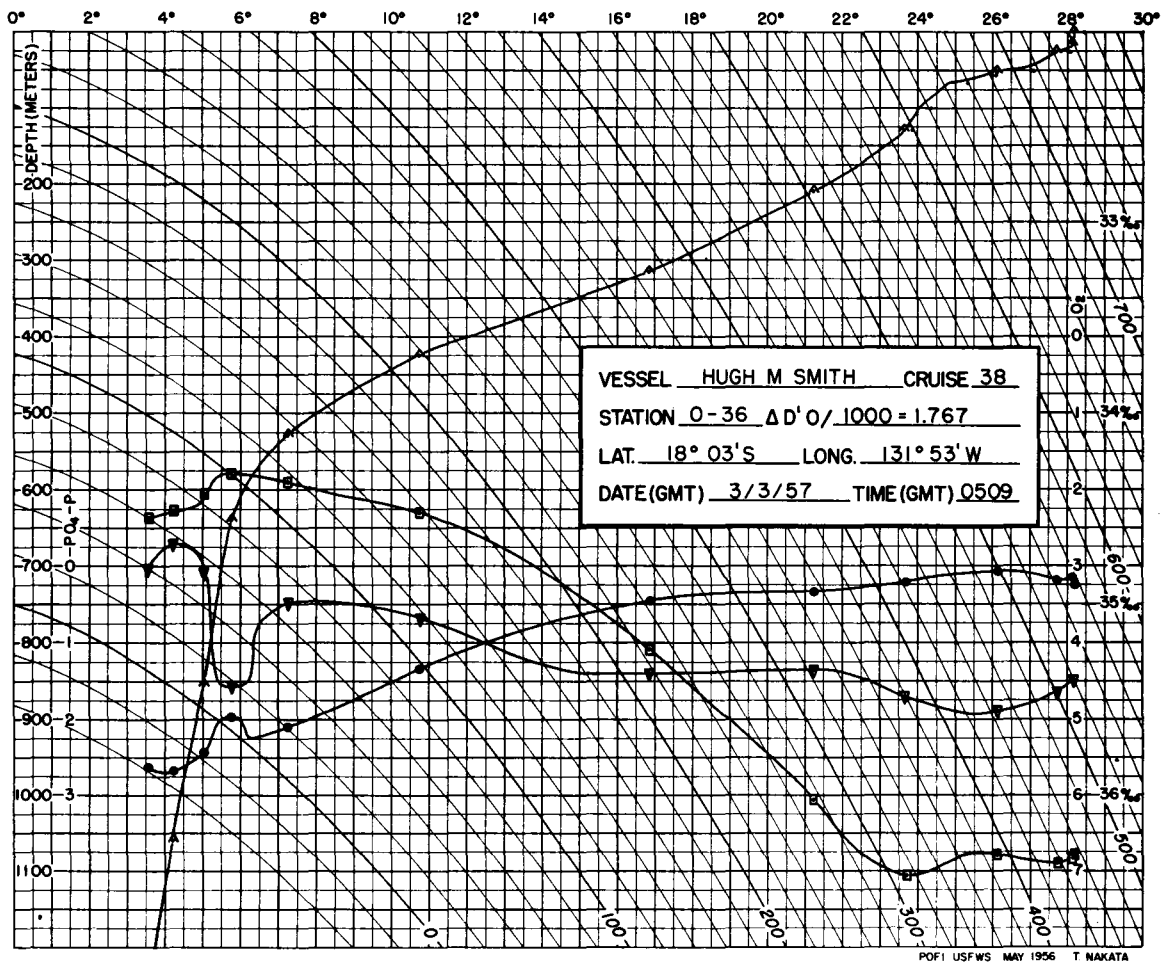 0° 2° 4° 6° 8° 10° 12° 14° 16° 18° 20° 22° 24° 26° 28° 30°
DEPTH (METERS)
200
33‰
300
O₂
700
400 0
VESSEL HUGH M SMITH CRUISE 38
STATION 0-36 Δ D' 0/1000 = 1.767
LAT. 18° 03' S LONG. 131° 53' W
DATE (GMT) 3/3/57 TIME (GMT) 0509
500 1 34‰
600 2
PO₄-P
700 0 3 600
35‰
800 1 4
900 2 5
1000 3 6 36‰
500
1100 7
0 100 200 300 400
POFI USFWS MAY 1956 T. NAKATA